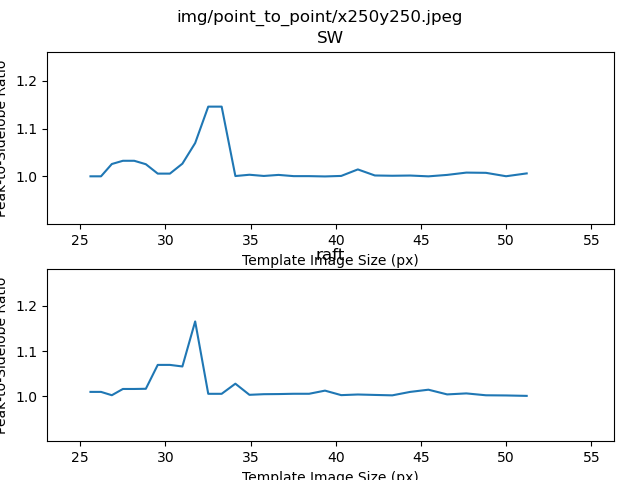 img/point_to_point/x250y250.jpeg
SW
Peak-to-Sidelobe Ratio
1.2
1.1
1.0
25 30 35 40 45 50 55
Template Image Size (px)
raft
Peak-to-Sidelobe Ratio
1.2
1.1
1.0
25 30 35 40 45 50 55
Template Image Size (px)